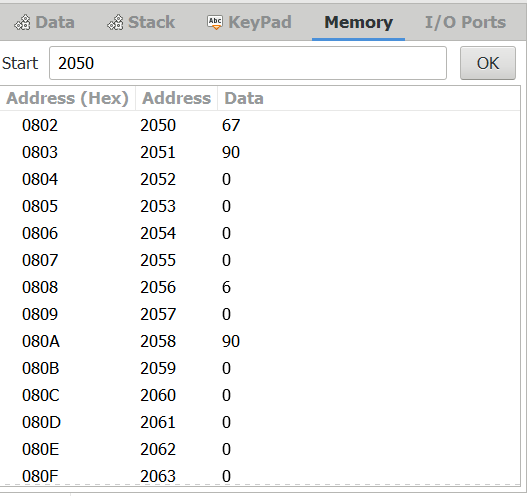 Data Stack Abc KeyPad Memory I/O Ports
Start 2050 OK
Address (Hex) Address Data
0802 2050 67
0803 2051 90
0804 2052 0
0805 2053 0
0806 2054 0
0807 2055 0
0808 2056 6
0809 2057 0
080A 2058 90
080B 2059 0
080C 2060 0
080D 2061 0
080E 2062 0
080F 2063 0